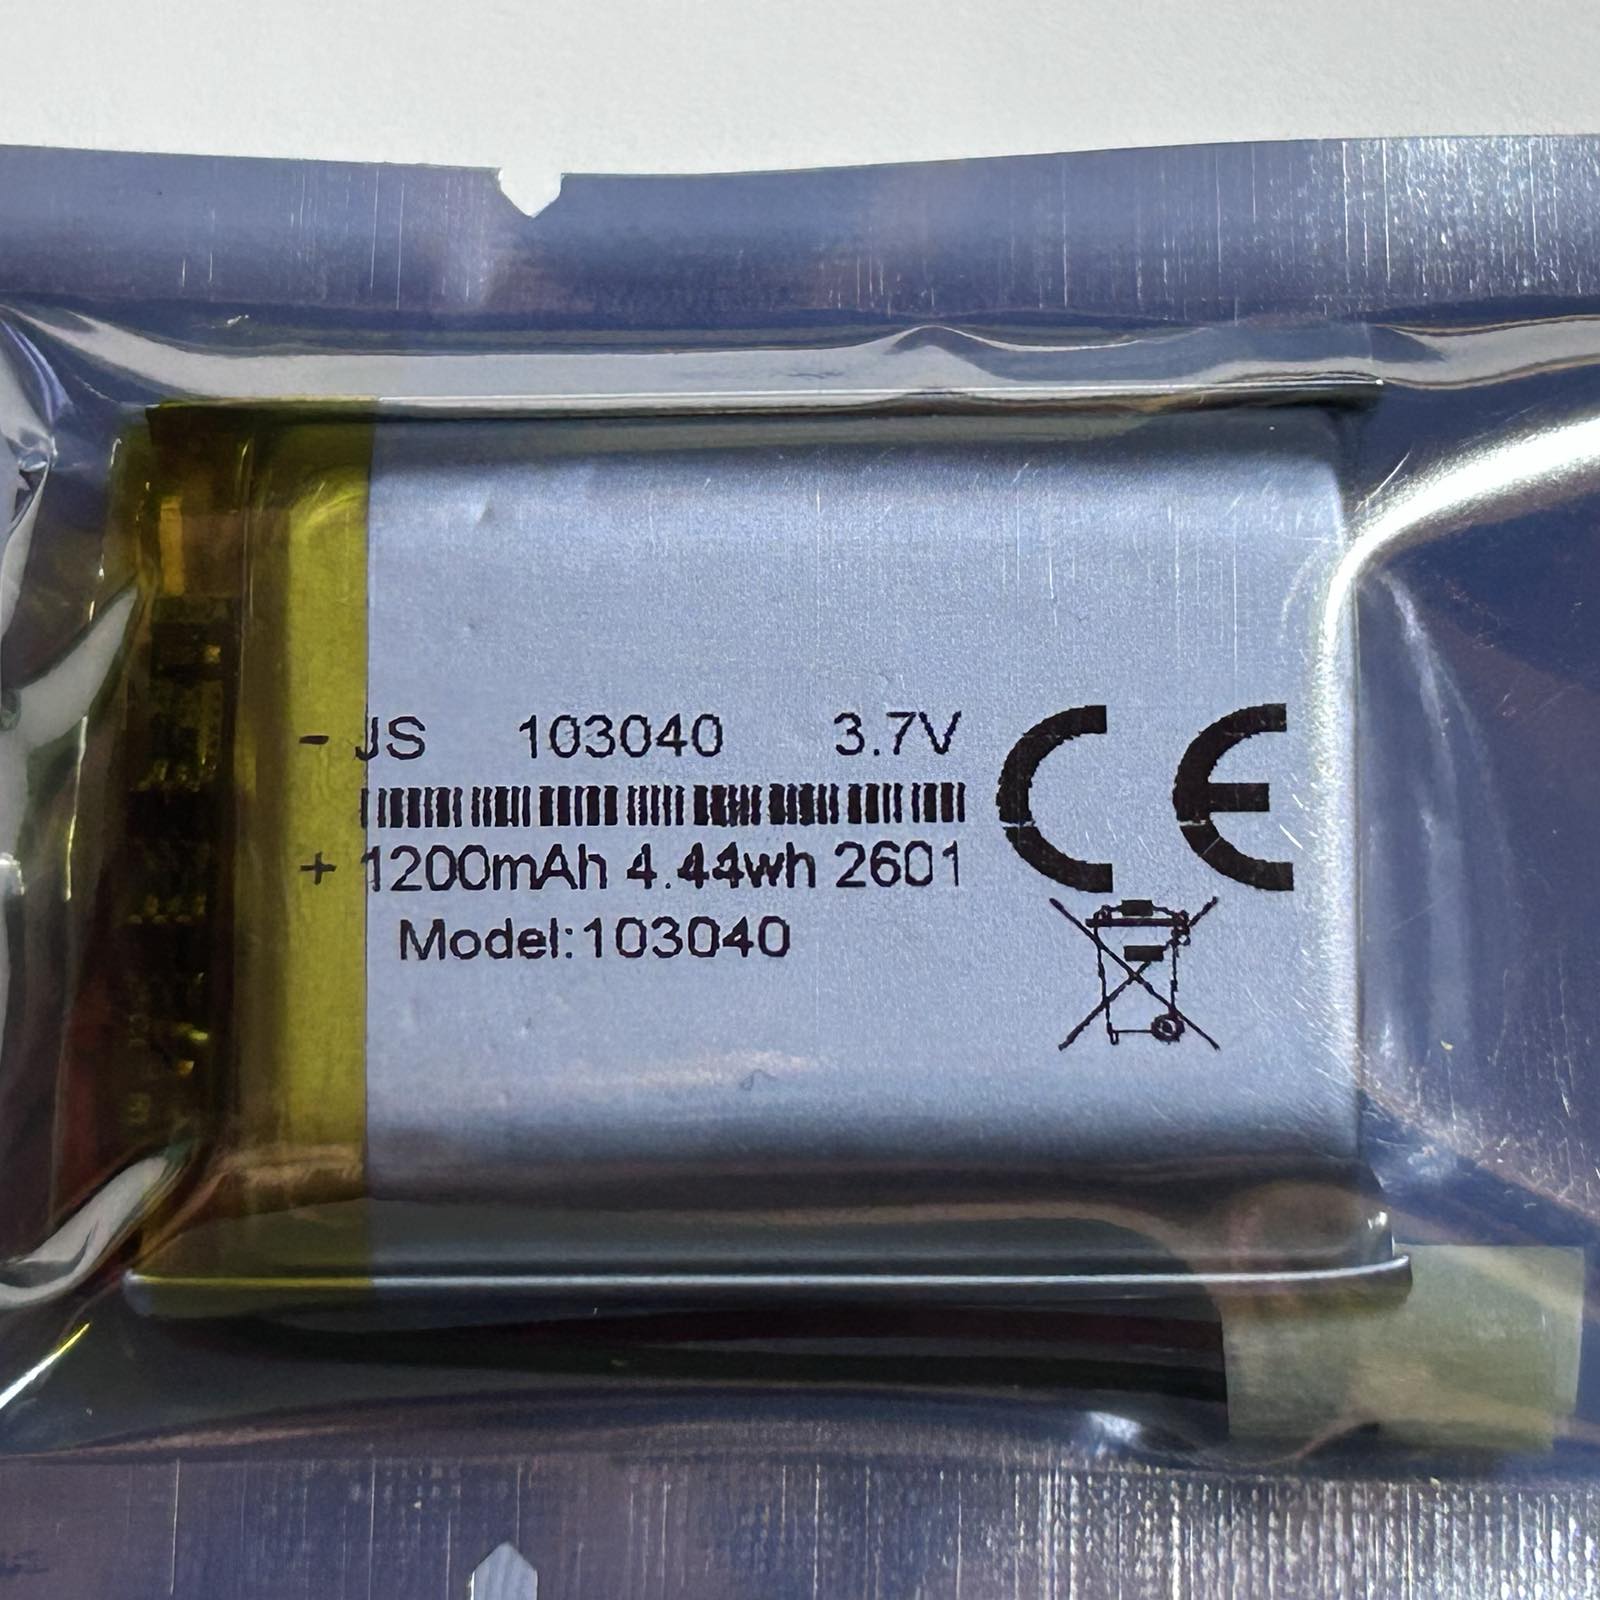 - JS 103040 3.7V
+ 1200mAh 4.44wh 2601
Model:103040
CE